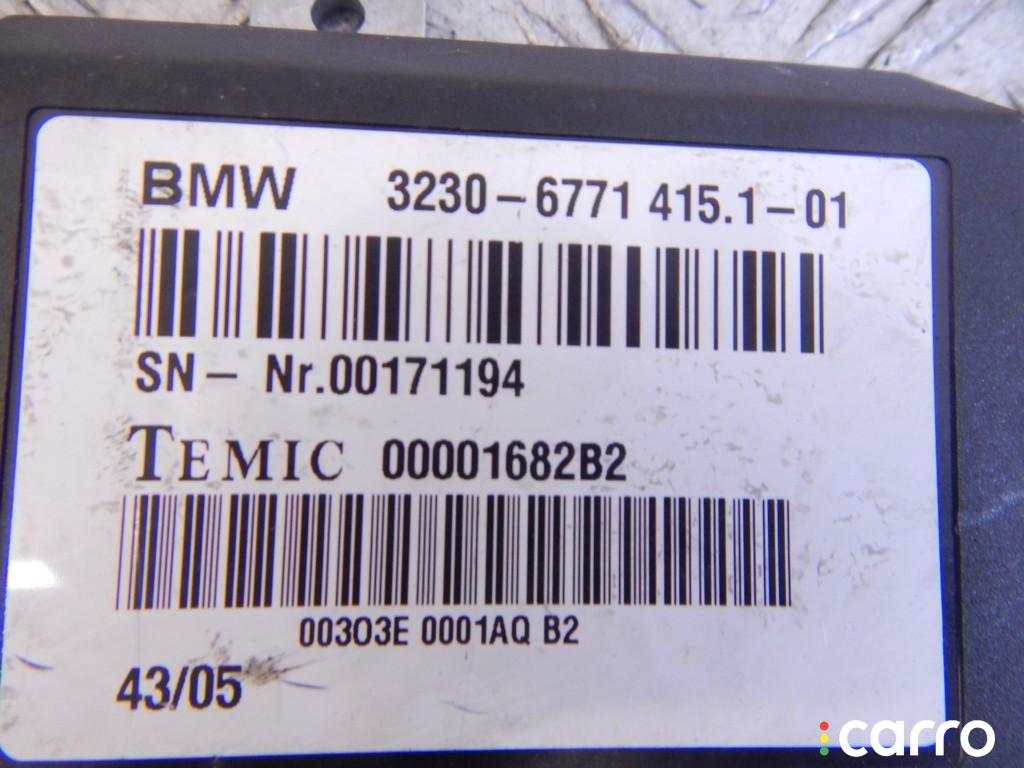 BMW 3230-6771 415.1-01
SN- Nr.00171194
TEMIC 00001682B2
00303E 0001AQ B2
43/05
carro